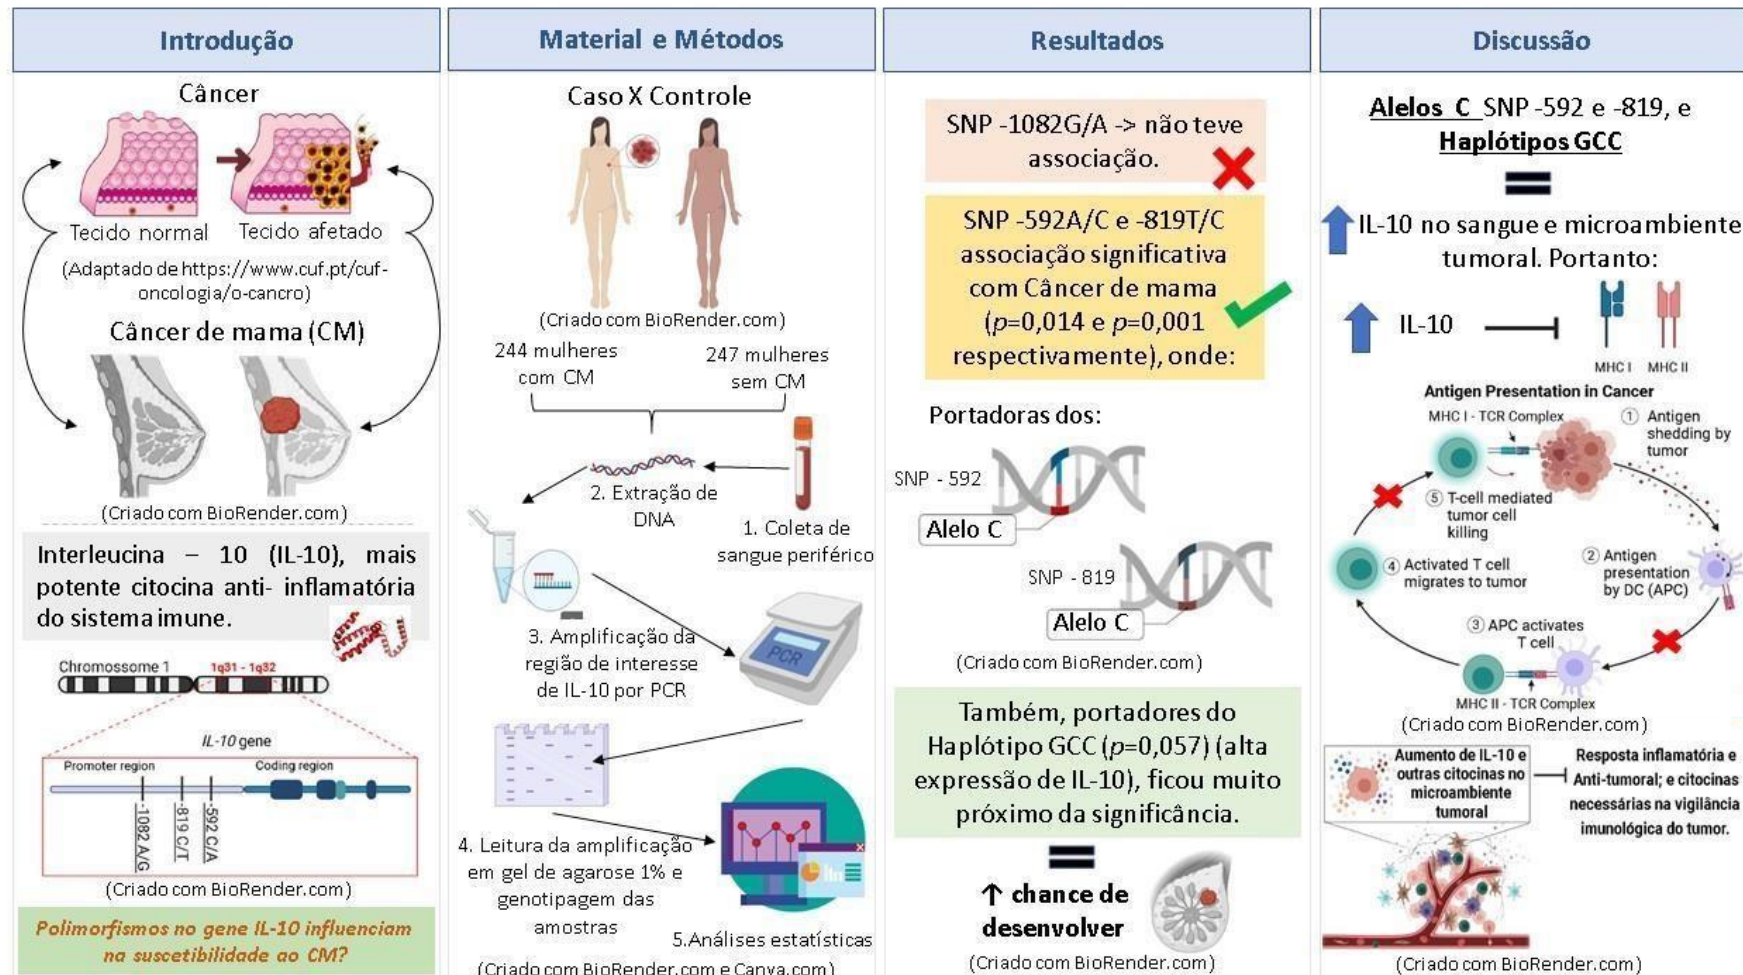 Introdução
Câncer
Tecido normal
Tecido afetado
(Adaptado de https://www.cuf.pt/cuf-
oncologia/o-cancro)
Câncer de mama (CM)
(Criado com BioRender.com)
Interleucina – 10 (IL-10), mais
potente citocina anti- inflamatória
do sistema imune.
Chromossome 1
1q31 - 1q32
IL-10 gene
Promoter region
Coding region
-1082 A/G
-819 C/T
-592 C/A
(Criado com BioRender.com)
Polimorfismos no gene IL-10 influenciam
na suscetibilidade ao CM?
Material e Métodos
Caso X Controle
(Criado com BioRender.com)
244 mulheres
com CM
247 mulheres
sem CM
2. Extração de
DNA
1. Coleta de
sangue periférico
3. Amplificação da
região de interesse
de IL-10 por PCR
PCR
4. Leitura da amplificação
em gel de agarose 1% e
genotipagem das
amostras
5.Análises estatísticas
(Criado com BioRender.com e Canva.com)
Resultados
SNP -1082G/A -> não teve
associação.
SNP -592A/C e -819T/C
associação significativa
com Câncer de mama
(p=0,014 e p=0,001
respectivamente), onde:
Portadoras dos:
SNP - 592
Alelo C
SNP - 819
Alelo C
(Criado com BioRender.com)
Também, portadores do
Haplótipo GCC (p=0,057) (alta
expressão de IL-10), ficou muito
próximo da significância.
↑ chance de
desenvolver
(Criado com BioRender.com)
Discussão
Alelos C SNP -592 e -819, e
Haplótipos GCC
IL-10 no sangue e microambiente
tumoral. Portanto:
IL-10
MHC I
MHC II
Antigen Presentation in Cancer
MHC I - TCR Complex
① Antigen
shedding by
tumor
⑤ T-cell mediated
tumor cell
killing
④ Activated T cell
migrates to tumor
② Antigen
presentation
by DC (APC)
③ APC activates
T cell
MHC II - TCR Complex
(Criado com BioRender.com)
Aumento de IL-10 e
outras citocinas no
microambiente
tumoral
Resposta inflamatória e
Anti-tumoral; e citocinas
necessárias na vigilância
imunológica do tumor.
(Criado com BioRender.com)